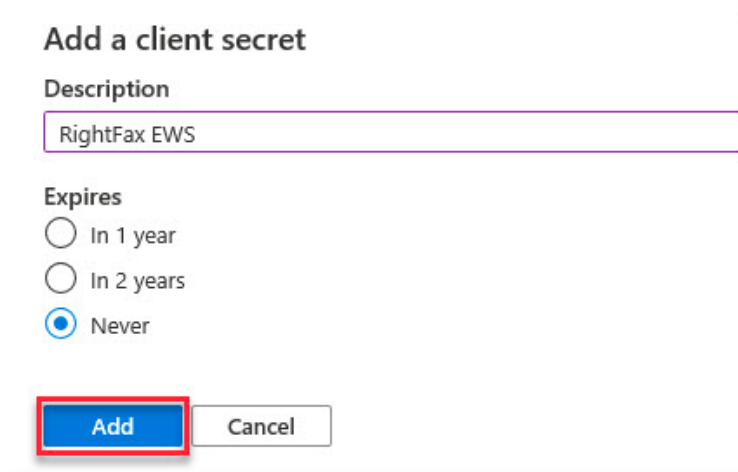 Add a client secret
Description
RightFax EWS
Expires
In 1 year
In 2 years
Never
Add Cancel